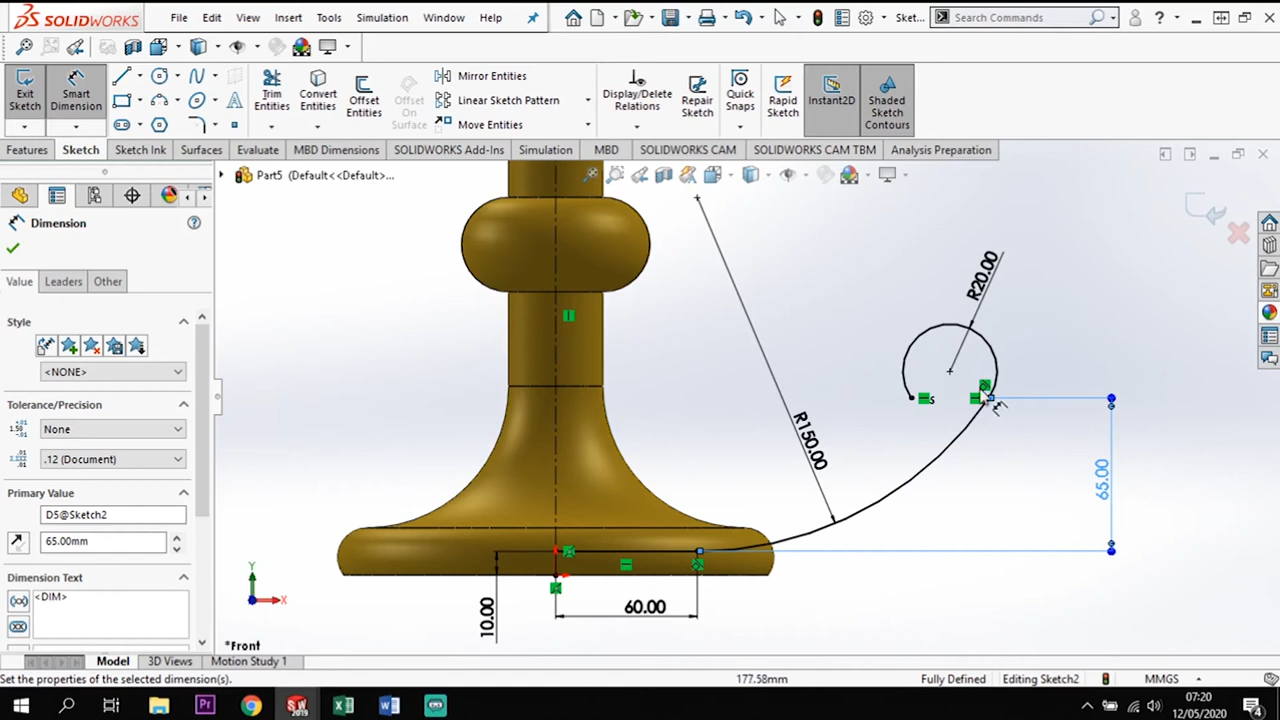 SOLIDWORKS File Edit View Insert Tools Simulation Window Help Sket... Search Commands ?
Exit Sketch Smart Dimension Trim Entities Convert Entities Offset Entities Offset On Surface Mirror Entities Linear Sketch Pattern Move Entities Display/Delete Relations Repair Sketch Quick Snaps Rapid Sketch Instant2D Shaded Sketch Contours
Features Sketch Sketch Ink Surfaces Evaluate MBD Dimensions SOLIDWORKS Add-Ins Simulation MBD SOLIDWORKS CAM SOLIDWORKS CAM TBM Analysis Preparation
Part5 (Default<<Default>...
Dimension
Value Leaders Other
Style
<NONE>
Tolerance/Precision
None
.12 (Document)
Primary Value
D5@Sketch2
65.00mm
Dimension Text
<DIM>
R20.00
R150.00
65.00
10.00
60.00
S
Y
X
*Front
Model 3D Views Motion Study 1
Set the properties of the selected dimension(s). 177.58mm Fully Defined Editing Sketch2 MMGS
07:20
12/05/2020
4